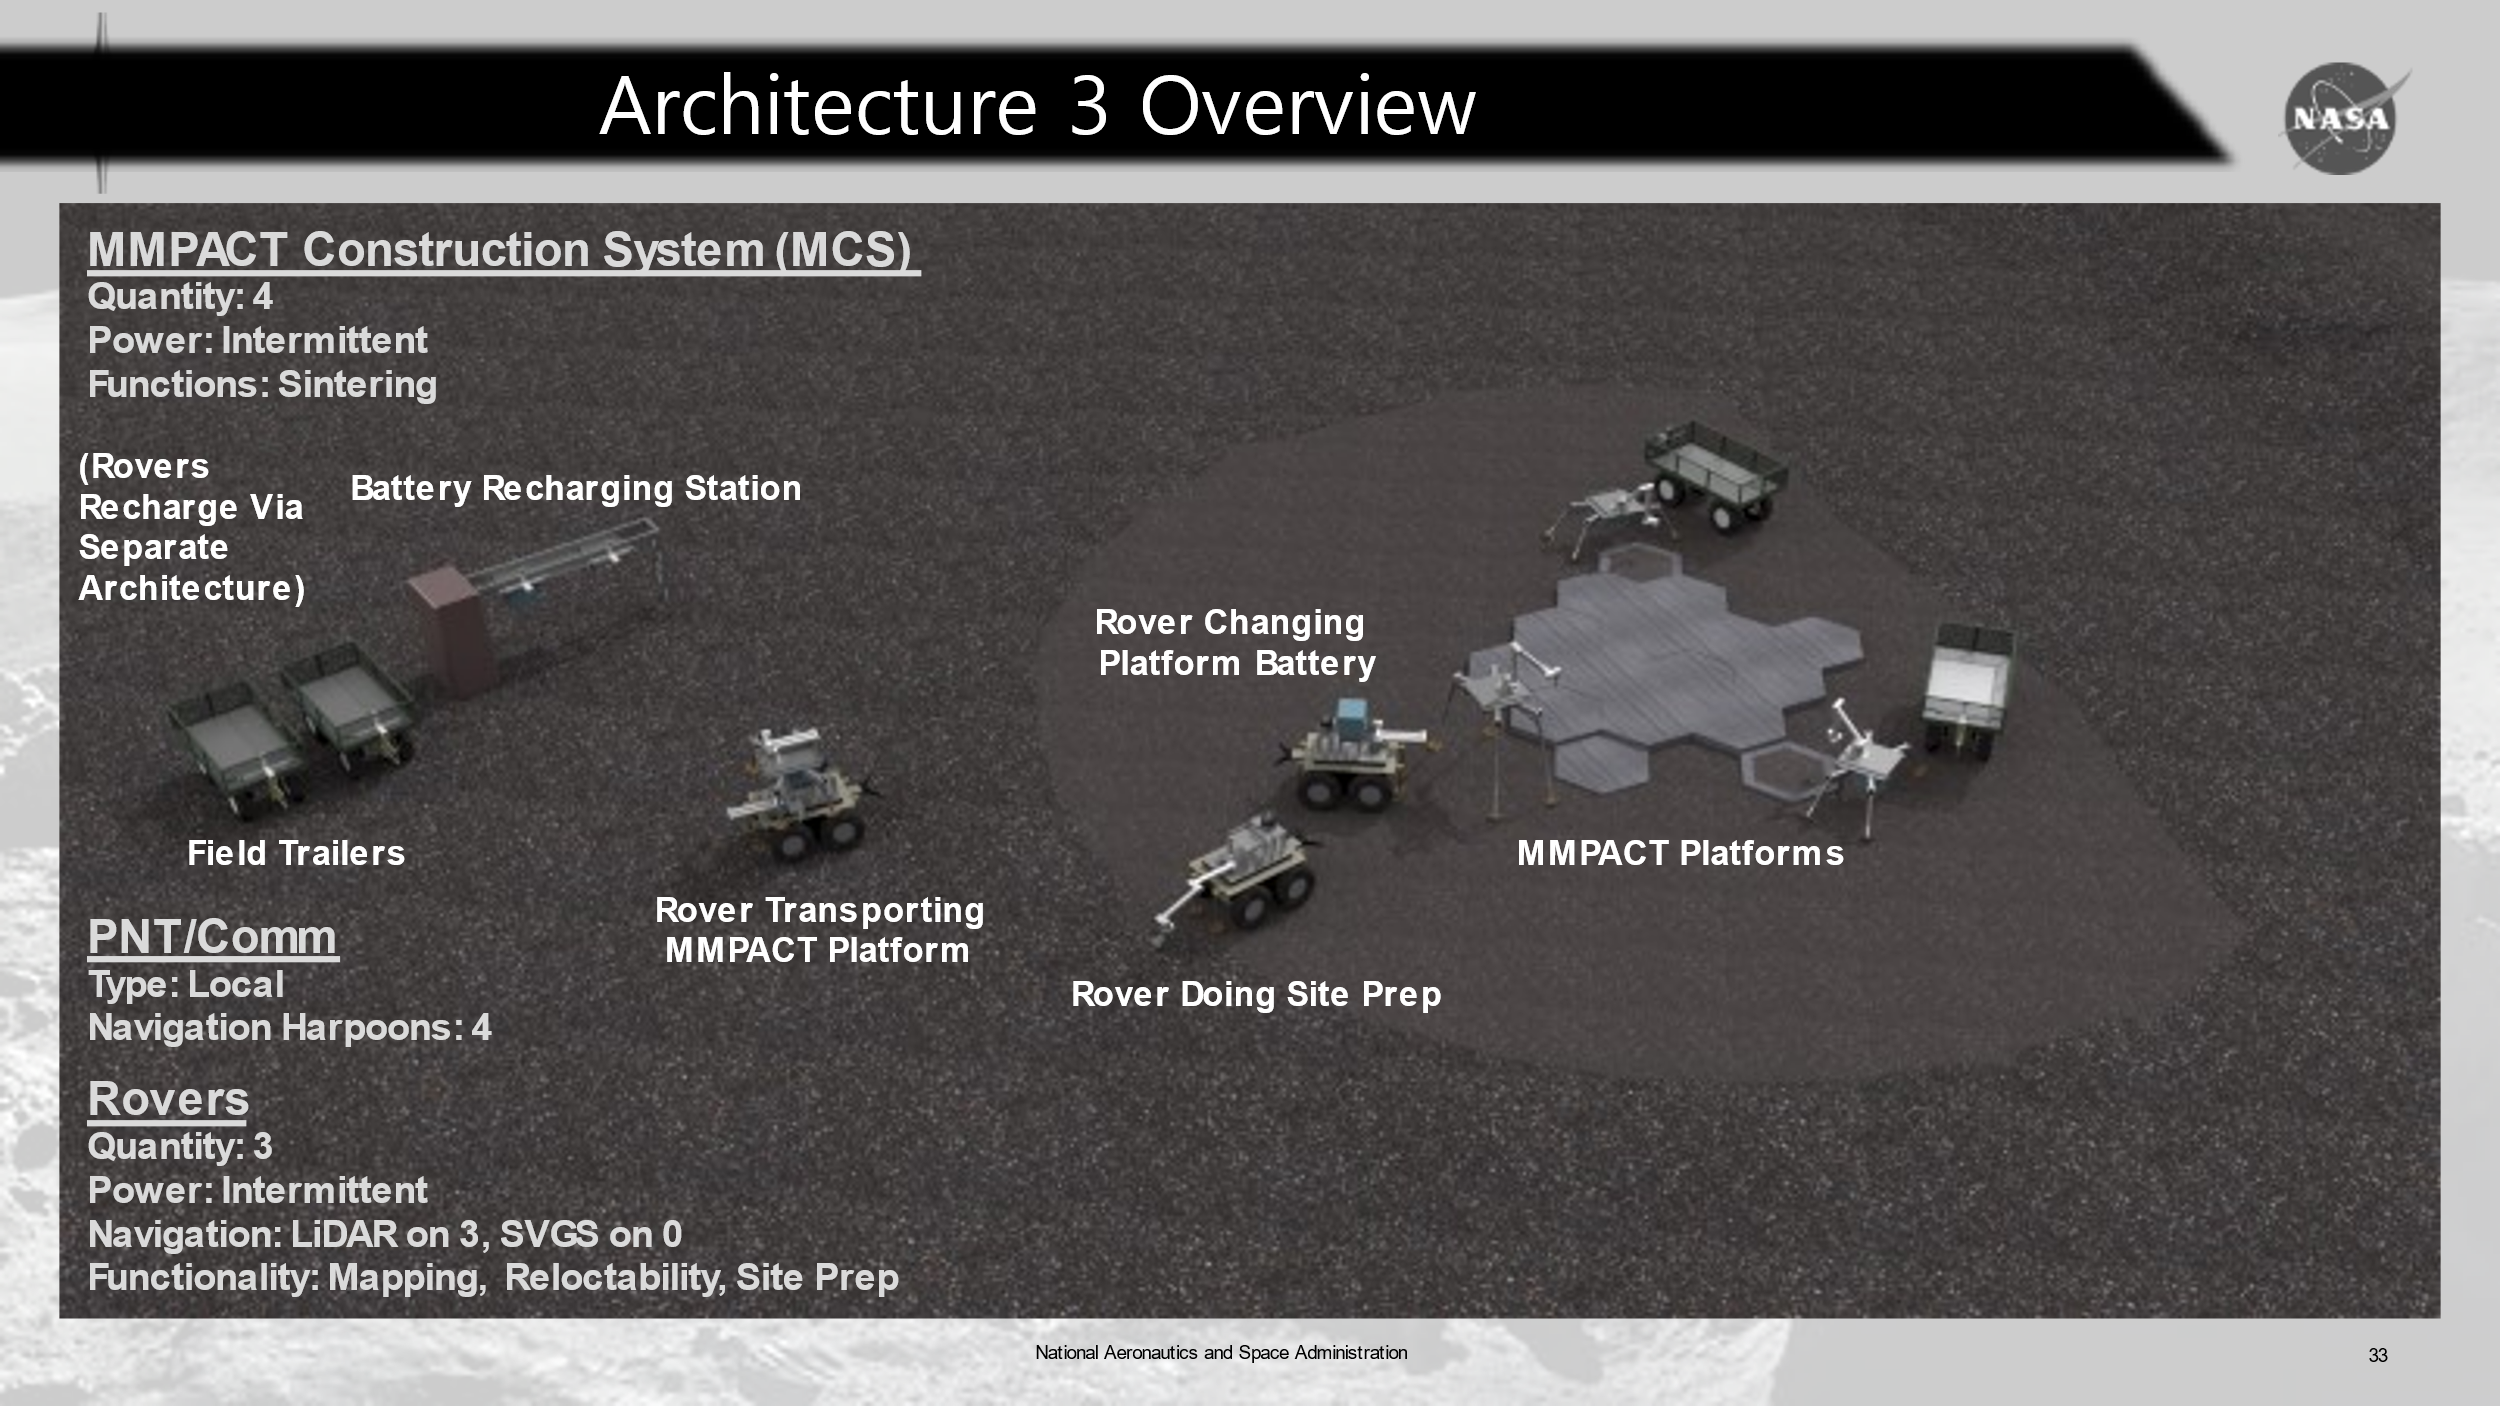 Architecture 3 Overview
NASA
MMPACT Construction System (MCS)
Quantity: 4
Power: Intermittent
Functions: Sintering
(Rovers
Recharge Via
Separate
Architecture)
Battery Recharging Station
Rover Changing
Platform Battery
Field Trailers
MMPACT Platforms
Rover Transporting
MMPACT Platform
Rover Doing Site Prep
PNT/Comm
Type: Local
Navigation Harpoons: 4
Rovers
Quantity: 3
Power: Intermittent
Navigation: LiDAR on 3, SVGS on 0
Functionality: Mapping, Reloctability, Site Prep
National Aeronautics and Space Administration
33